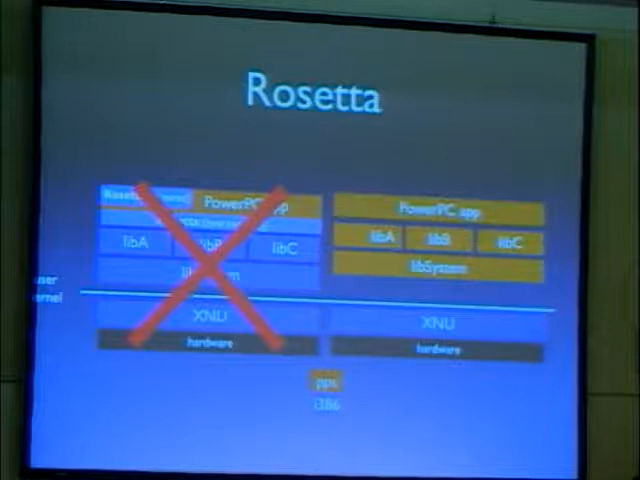 Rosetta
PowerPC app
libA libC
XNU
hardware
PowerPC app
libA libB libC
libSystem
XNU
hardware
ppc
i386